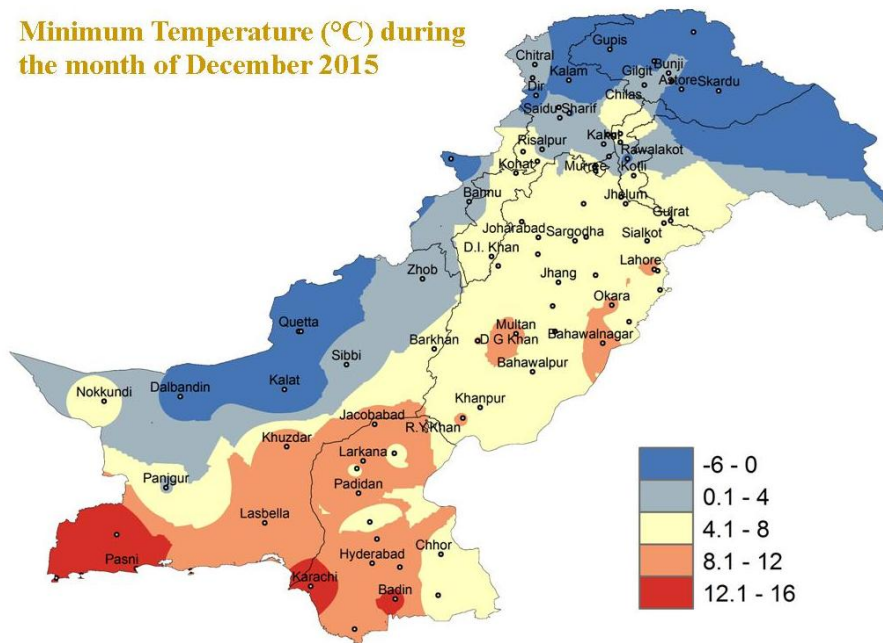 Minimum Temperature (°C) during
the month of December 2015
Gupis
Chitral
Bunji
Gilgit
Kalam
Astore
Skardu
Dir
Chilas
Saidu Sharif
Kakul
Risalpur
Rawalakot
Kohat
Murree
Kotli
Bannu
Jhelum
Gujrat
Joharabad
Sargodha
Sialkot
D.I. Khan
Lahore
Zhob
Jhang
Okara
Quetta
Multan
Bahawalnagar
Barkhan
D G Khan
Sibbi
Bahawalpur
Dalbandin
Kalat
Nokkundi
Khanpur
Jacobabad
R.Y.Khan
Khuzdar
Larkana
Panjgur
Padidan
Lasbella
Hyderabad
Chhor
Pasni
Karachi
Badin
-6 - 0
0.1 - 4
4.1 - 8
8.1 - 12
12.1 - 16